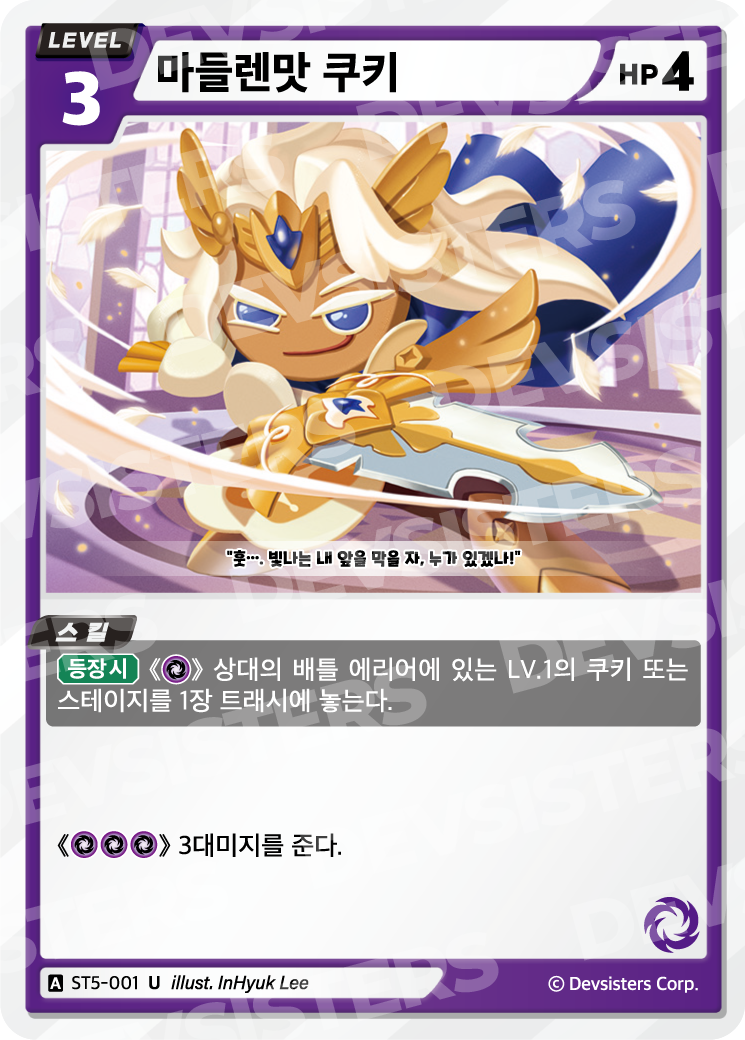 LEVEL
3
마들렌맛 쿠키
HP 4
"훗…. 빛나는 내 앞을 막을 자, 누가 있겠나!"
스킬
등장시 《》 상대의 배틀 에리어에 있는 LV.1의 쿠키 또는
스테이지를 1장 트래시에 놓는다.
《》 3대미지를 준다.
A ST5-001 U illust. InHyuk Lee
© Devsisters Corp.
DEVSISTERS